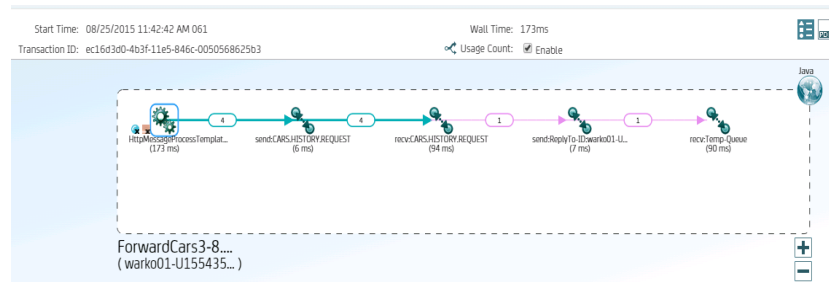 Start Time: 08/25/2015 11:42:42 AM 061
Wall Time: 173ms
Transaction ID: ec16d3d0-4b3f-11e5-846c-0050568625b3
Usage Count: Enable
Java
4
4
1
1
HttpMessageProcessTemplat...
(173 ms)
send:CARS.HISTORY.REQUEST
(6 ms)
recv:CARS.HISTORY.REQUEST
(94 ms)
send:ReplyTo-ID:warko01-U...
(7 ms)
recv:Temp-Queue
(90 ms)
ForwardCars3-8....
( warko01-U155435... )